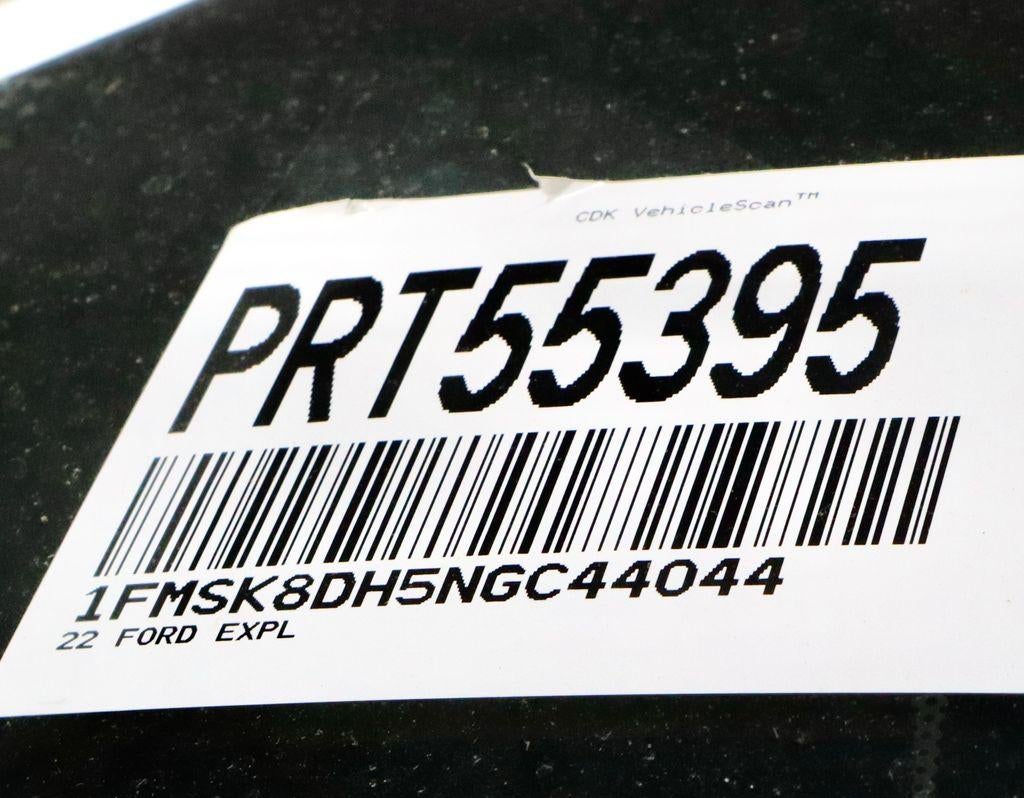 CDK VehicleScan™
PRT55395
1FMSK8DH5NGC44044
22 FORD EXPL